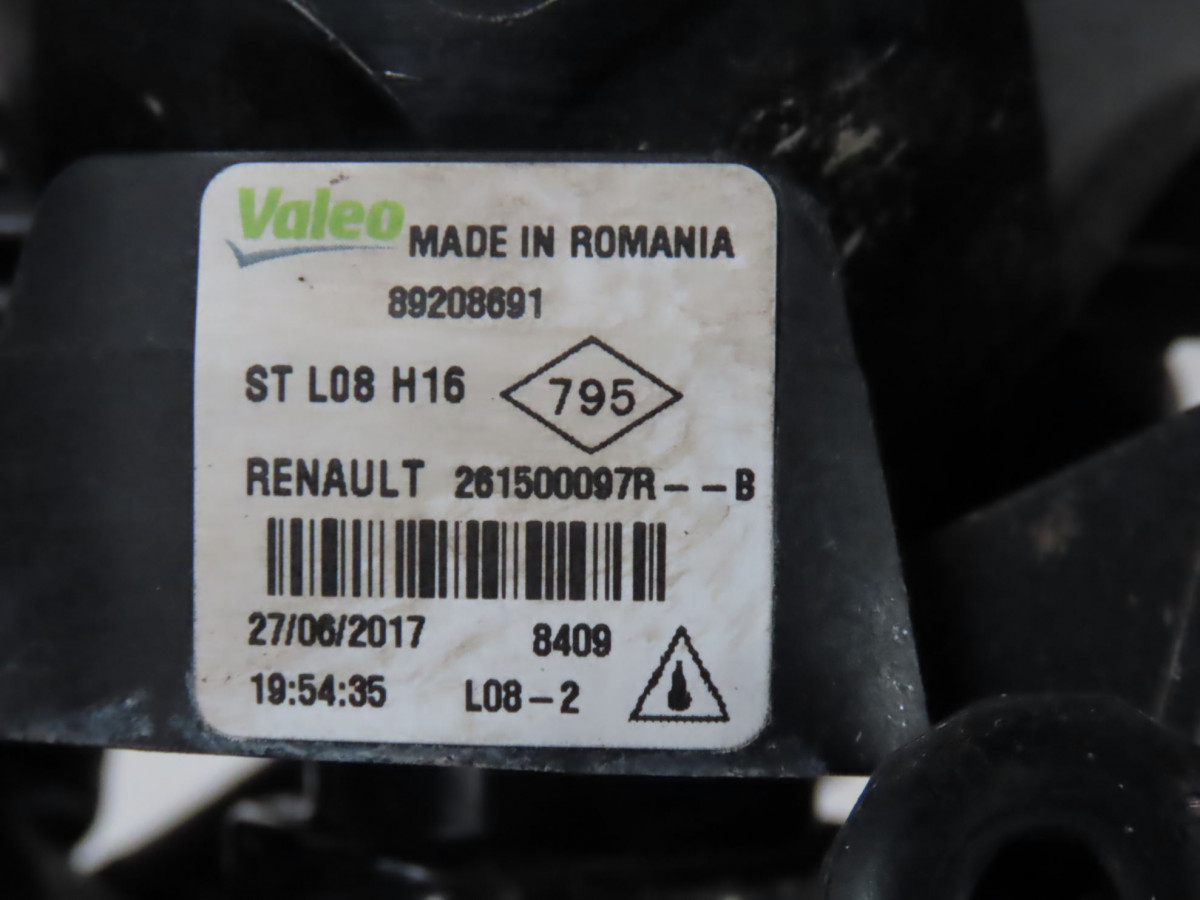 Valeo MADE IN ROMANIA
89208691
ST L08 H16 795
RENAULT 261500097R--B
27/06/2017 8409
19:54:35 L08-2